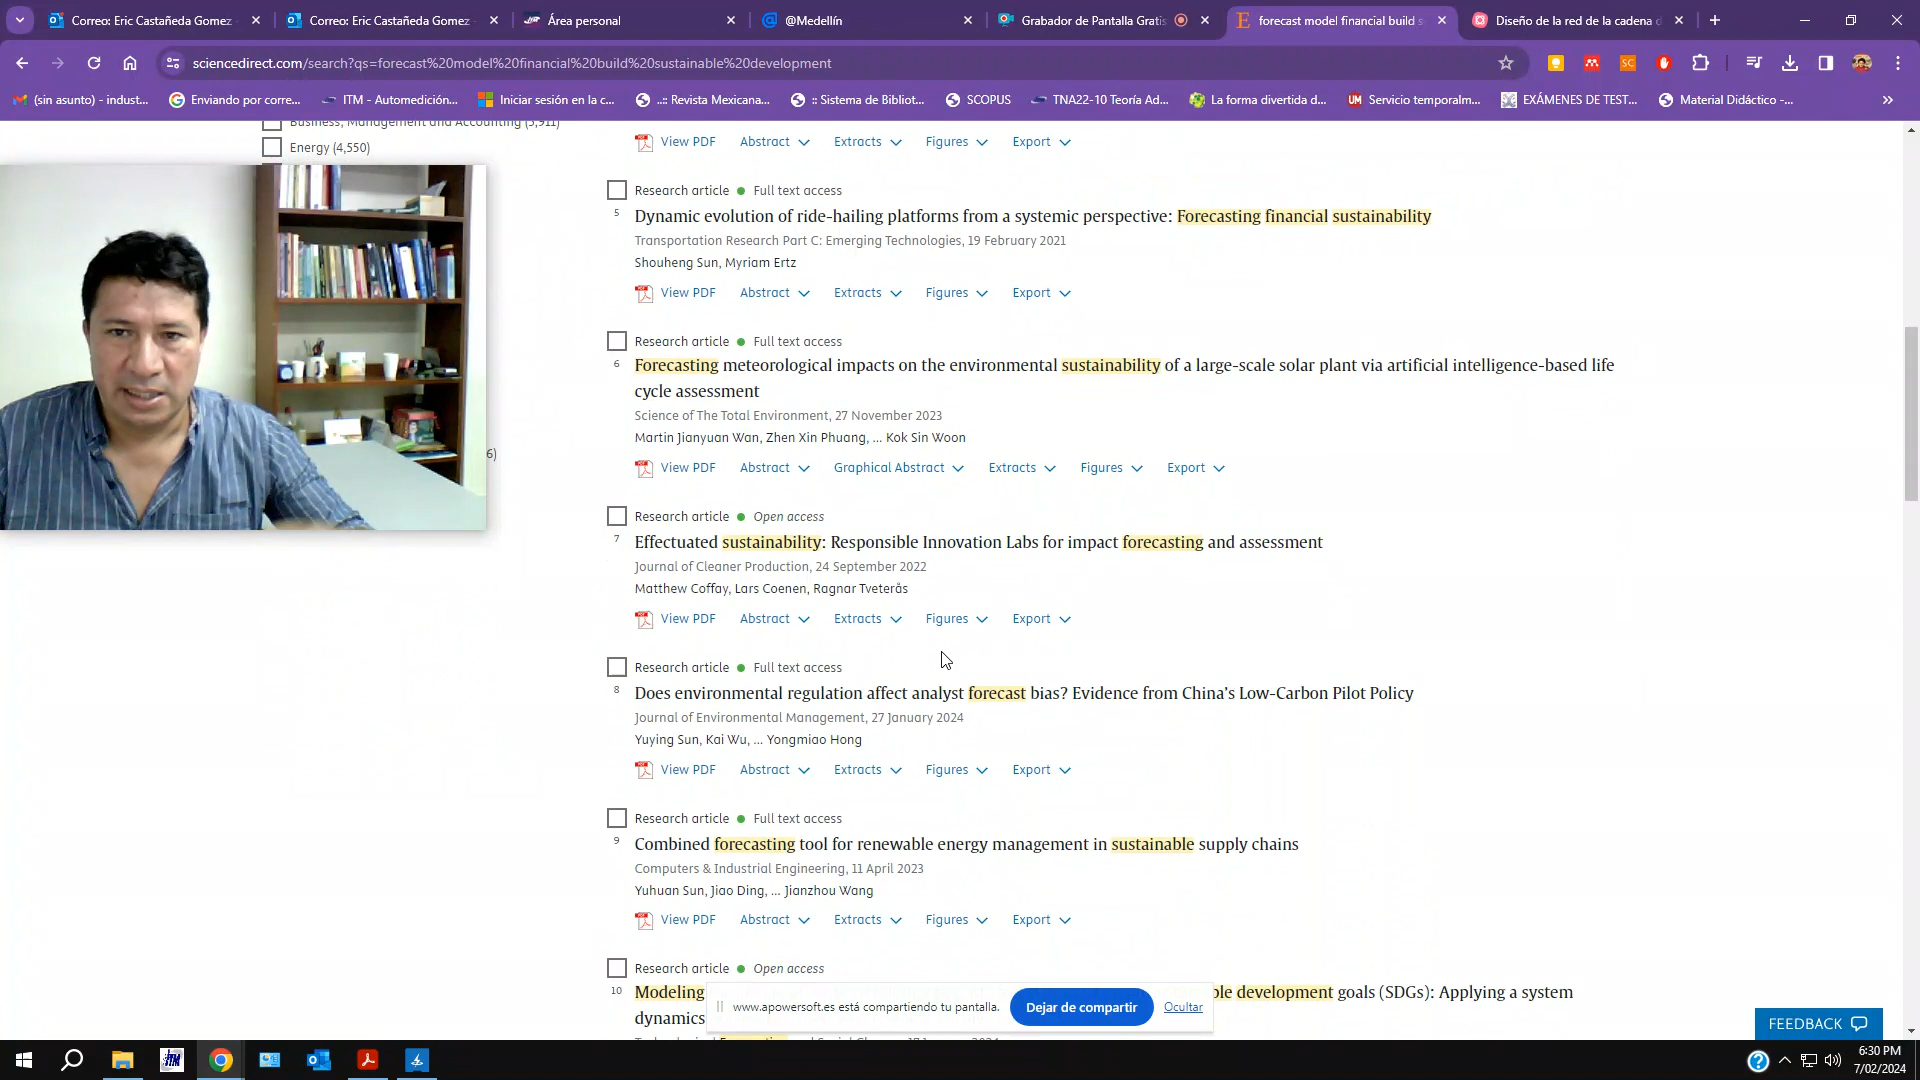 Correo: Eric Castañeda Gomez
Correo: Eric Castañeda Gomez
Área personal
@Medellín
Grabador de Pantalla Gratis
forecast model financial build s
Diseño de la red de la cadena d
sciencedirect.com/search?qs=forecast%20model%20financial%20build%20sustainable%20development
(sin asunto) - indust...
Enviando por corre...
ITM - Automedición...
Iniciar sesión en la c...
..:: Revista Mexicana...
:: Sistema de Bibliot...
SCOPUS
TNA22-10 Teoría Ad...
La forma divertida d...
Servicio temporalm...
EXÁMENES DE TEST...
Material Didáctico -...
Business, Management and Accounting (5,911)
Energy (4,550)
6)
View PDF Abstract Extracts Figures Export
Research article Full text access
5 Dynamic evolution of ride-hailing platforms from a systemic perspective: Forecasting financial sustainability
Transportation Research Part C: Emerging Technologies, 19 February 2021
Shouheng Sun, Myriam Ertz
View PDF Abstract Extracts Figures Export
Research article Full text access
6 Forecasting meteorological impacts on the environmental sustainability of a large-scale solar plant via artificial intelligence-based life
cycle assessment
Science of The Total Environment, 27 November 2023
Martin Jianyuan Wan, Zhen Xin Phuang, ... Kok Sin Woon
View PDF Abstract Graphical Abstract Extracts Figures Export
Research article Open access
7 Effectuated sustainability: Responsible Innovation Labs for impact forecasting and assessment
Journal of Cleaner Production, 24 September 2022
Matthew Coffay, Lars Coenen, Ragnar Tveterås
View PDF Abstract Extracts Figures Export
Research article Full text access
8 Does environmental regulation affect analyst forecast bias? Evidence from China's Low-Carbon Pilot Policy
Journal of Environmental Management, 27 January 2024
Yuying Sun, Kai Wu, ... Yongmiao Hong
View PDF Abstract Extracts Figures Export
Research article Full text access
9 Combined forecasting tool for renewable energy management in sustainable supply chains
Computers & Industrial Engineering, 11 April 2023
Yuhuan Sun, Jiao Ding, ... Jianzhou Wang
View PDF Abstract Extracts Figures Export
Research article Open access
10 Modeling ble development goals (SDGs): Applying a system
dynamics
www.apowersoft.es está compartiendo tu pantalla. Dejar de compartir Ocultar
FEEDBACK
6:30 PM
7/02/2024